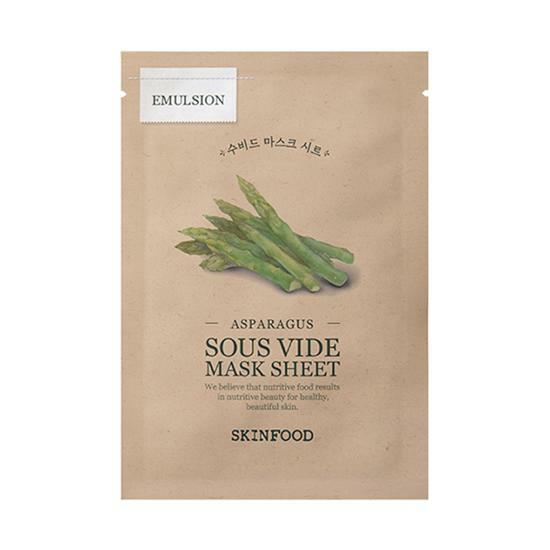 EMULSION
수비드 마스크 시트
— ASPARAGUS —
SOUS VIDE
MASK SHEET
We believe that nutritive food results
in nutritive beauty for healthy,
beautiful skin.
SKINFOOD